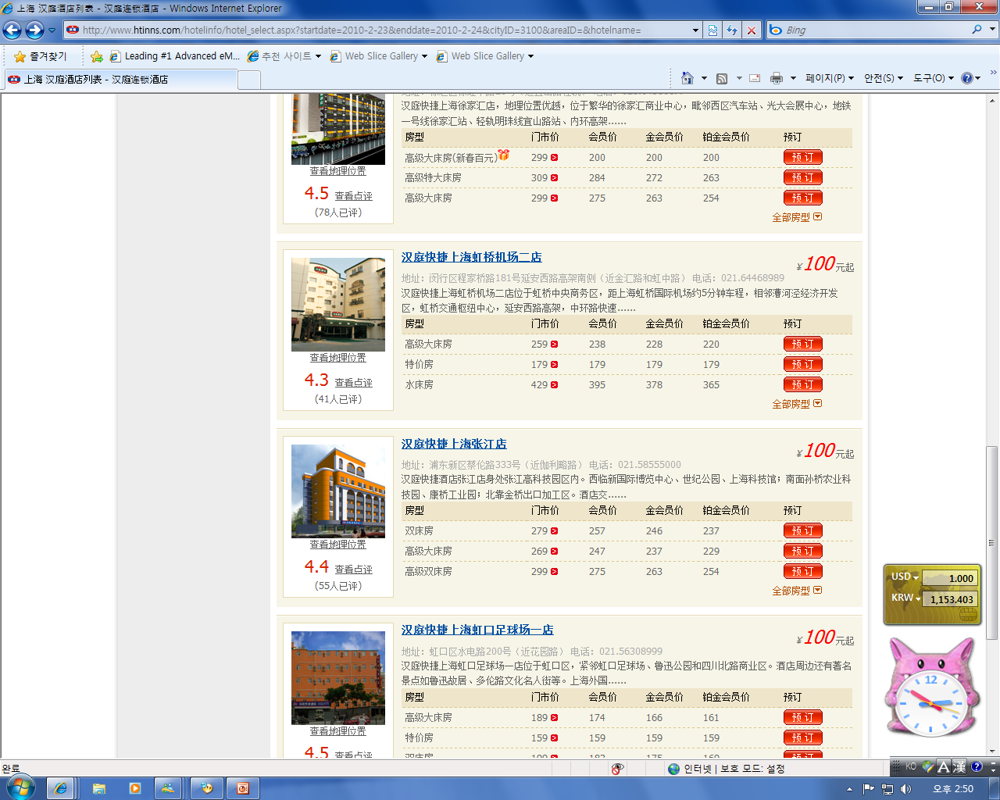 上海 汉庭酒店列表 - 汉庭连锁酒店 - Windows Internet Explorer
http://www.htinns.com/hotelinfo/hotel_select.aspx?startdate=2010-2-23&enddate=2010-2-24&cityID=3100&areaID=&hotelname=
Bing
즐겨찾기
Leading #1 Advanced eM...
추천 사이트
Web Slice Gallery
Web Slice Gallery
上海 汉庭酒店列表 - 汉庭连锁酒店
페이지(P)
안전(S)
도구(O)
汉庭快捷上海徐家汇店，地理位置优越，位于繁华的徐家汇商业中心，毗邻西区汽车站、光大会展中心，地铁
一号线徐家汇站、轻轨明珠线宜山路站、内环高架......
房型 门市价 会员价 金会员价 铂金会员价 预订
高级大床房(新春百元) 299 200 200 200 预 订
高级特大床房 309 284 272 263 预 订
高级大床房 299 275 263 254 预 订
全部房型
查看地理位置
4.5 查看点评
(78人已评)
汉庭快捷上海虹桥机场二店
¥100元起
地址：闵行区程家桥路181号延安西路高架南侧（近金汇路和虹中路） 电话：021.64468989
汉庭快捷上海虹桥机场二店位于虹桥中央商务区，距上海虹桥国际机场约5分钟车程，相邻漕河泾经济开发
区，虹桥交通枢纽中心，延安西路高架，中环路快速......
房型 门市价 会员价 金会员价 铂金会员价 预订
高级大床房 259 238 228 220 预 订
特价房 179 179 179 179 预 订
水床房 429 395 378 365 预 订
全部房型
查看地理位置
4.3 查看点评
(41人已评)
汉庭快捷上海张江店
¥100元起
地址：浦东新区蔡伦路333号（近伽利略路） 电话：021.58555000
汉庭快捷酒店张江店身处张江高科技园区内。西临新国际博览中心、世纪公园、上海科技馆；南面孙桥农业科
技园、康桥工业园；北靠金桥出口加工区。酒店交......
房型 门市价 会员价 金会员价 铂金会员价 预订
双床房 279 257 246 237 预 订
高级大床房 269 247 237 229 预 订
高级双床房 299 275 263 254 预 订
全部房型
查看地理位置
4.4 查看点评
(55人已评)
汉庭快捷上海虹口足球场一店
¥100元起
地址：虹口区水电路200号（近花园路） 电话：021.56308999
汉庭快捷上海虹口足球场一店位于虹口区，紧邻虹口足球场、鲁迅公园和四川北路商业区。酒店周边还有著名
景点如鲁迅故居、多伦路文化名人街等。上海外国......
房型 门市价 会员价 金会员价 铂金会员价 预订
高级大床房 189 174 166 161 预 订
特价房 159 159 159 159 预 订
双床房 199 183 175 169 预 订
查看地理位置
4.5 查看点评
USD 1.000
KRW 1,153.403
12
完了
인터넷 | 보호 모드: 설정
KO A 漢
오후 2:50